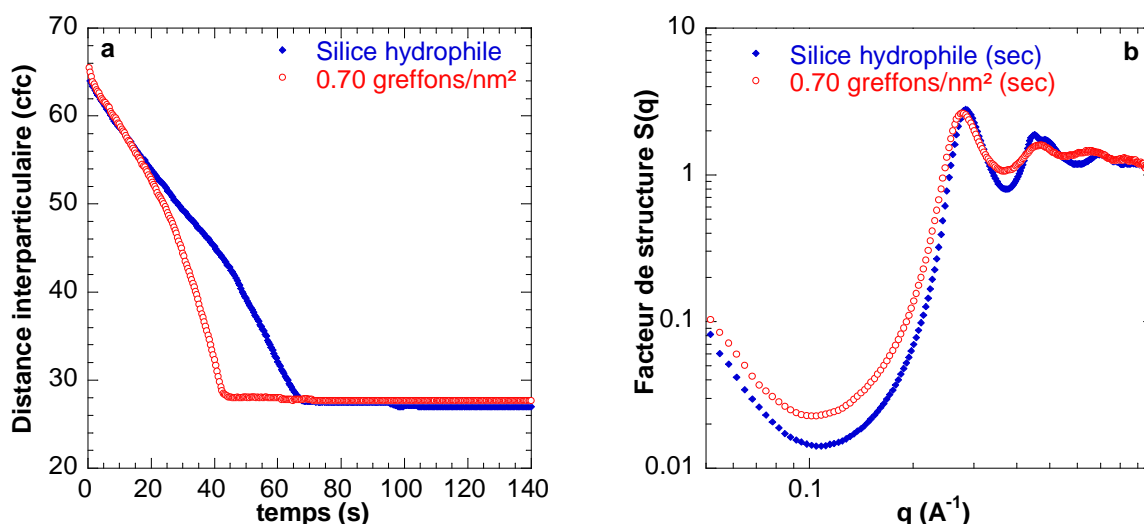 a
Silice hydrophile
0.70 greffons/nm²
Distance interparticulaire (cfc)
70
60
50
40
30
20
0 20 40 60 80 100 120 140
temps (s)
b
Silice hydrophile (sec)
0.70 greffons/nm² (sec)
Facteur de structure S(q)
10
1
0.1
0.01
0.1
q (A⁻¹)